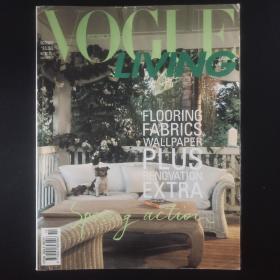 VOGUE
LIVING
FLOORING
FABRICS
WALLPAPER
PLUS
RENOVATION
EXTRA
Spring action